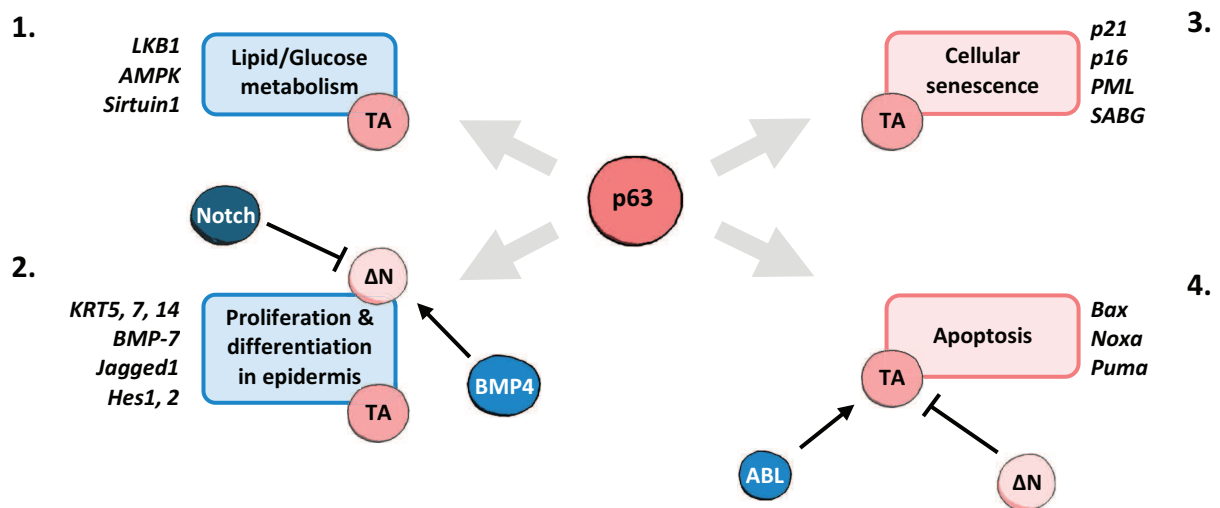 1.
LKB1
AMPK
Sirtuin1
Lipid/Glucose
metabolism
TA
3.
Cellular
senescence
TA
p21
p16
PML
SABG
p63
Notch
2.
ΔN
KRT5, 7, 14
BMP-7
Jagged1
Hes1, 2
Proliferation &
differentiation
in epidermis
TA
BMP4
4.
Apoptosis
TA
Bax
Noxa
Puma
ABL
ΔN